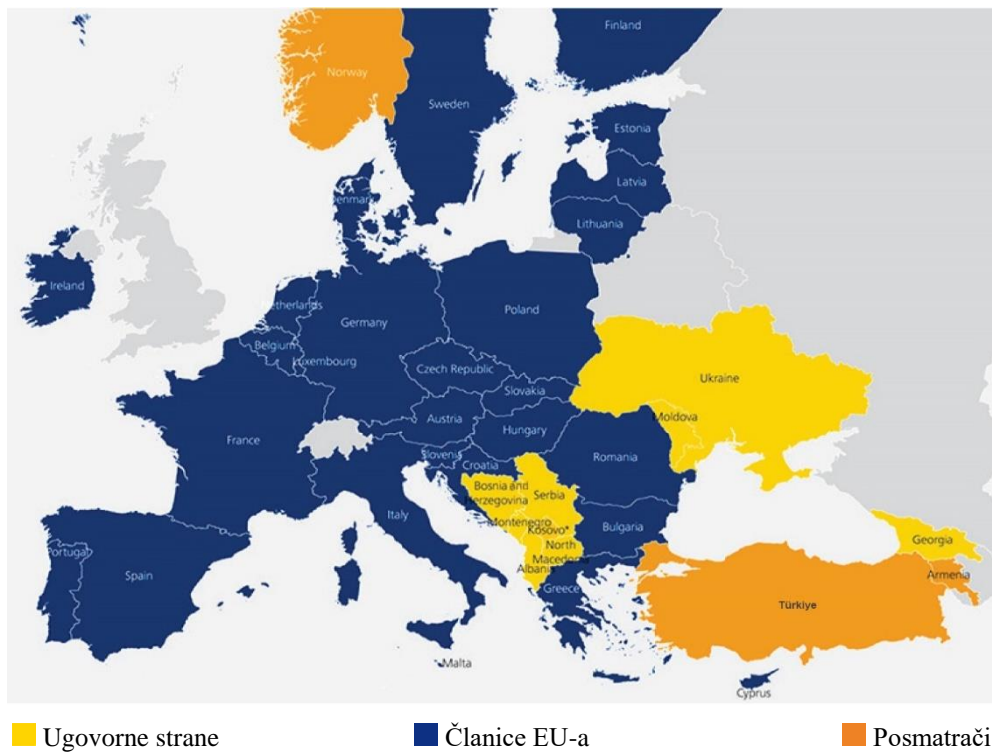 Finland
Norway
Sweden
Estonia
Denmark
Latvia
Lithuania
Ireland
Netherlands
Poland
Germany
Belgium
Luxembourg
Czech Republic
Ukraine
Slovakia
Austria
Moldova
Hungary
France
Slovenia
Romania
Croatia
Bosnia and
Herzegovina
Serbia
Italy
Montenegro
Kosovo*
Bulgaria
Georgia
North
Macedonia
Portugal
Spain
Albania
Armenia
Greece
Türkiye
Malta
Cyprus
Ugovorne strane
Članice EU-a
Posmatrači